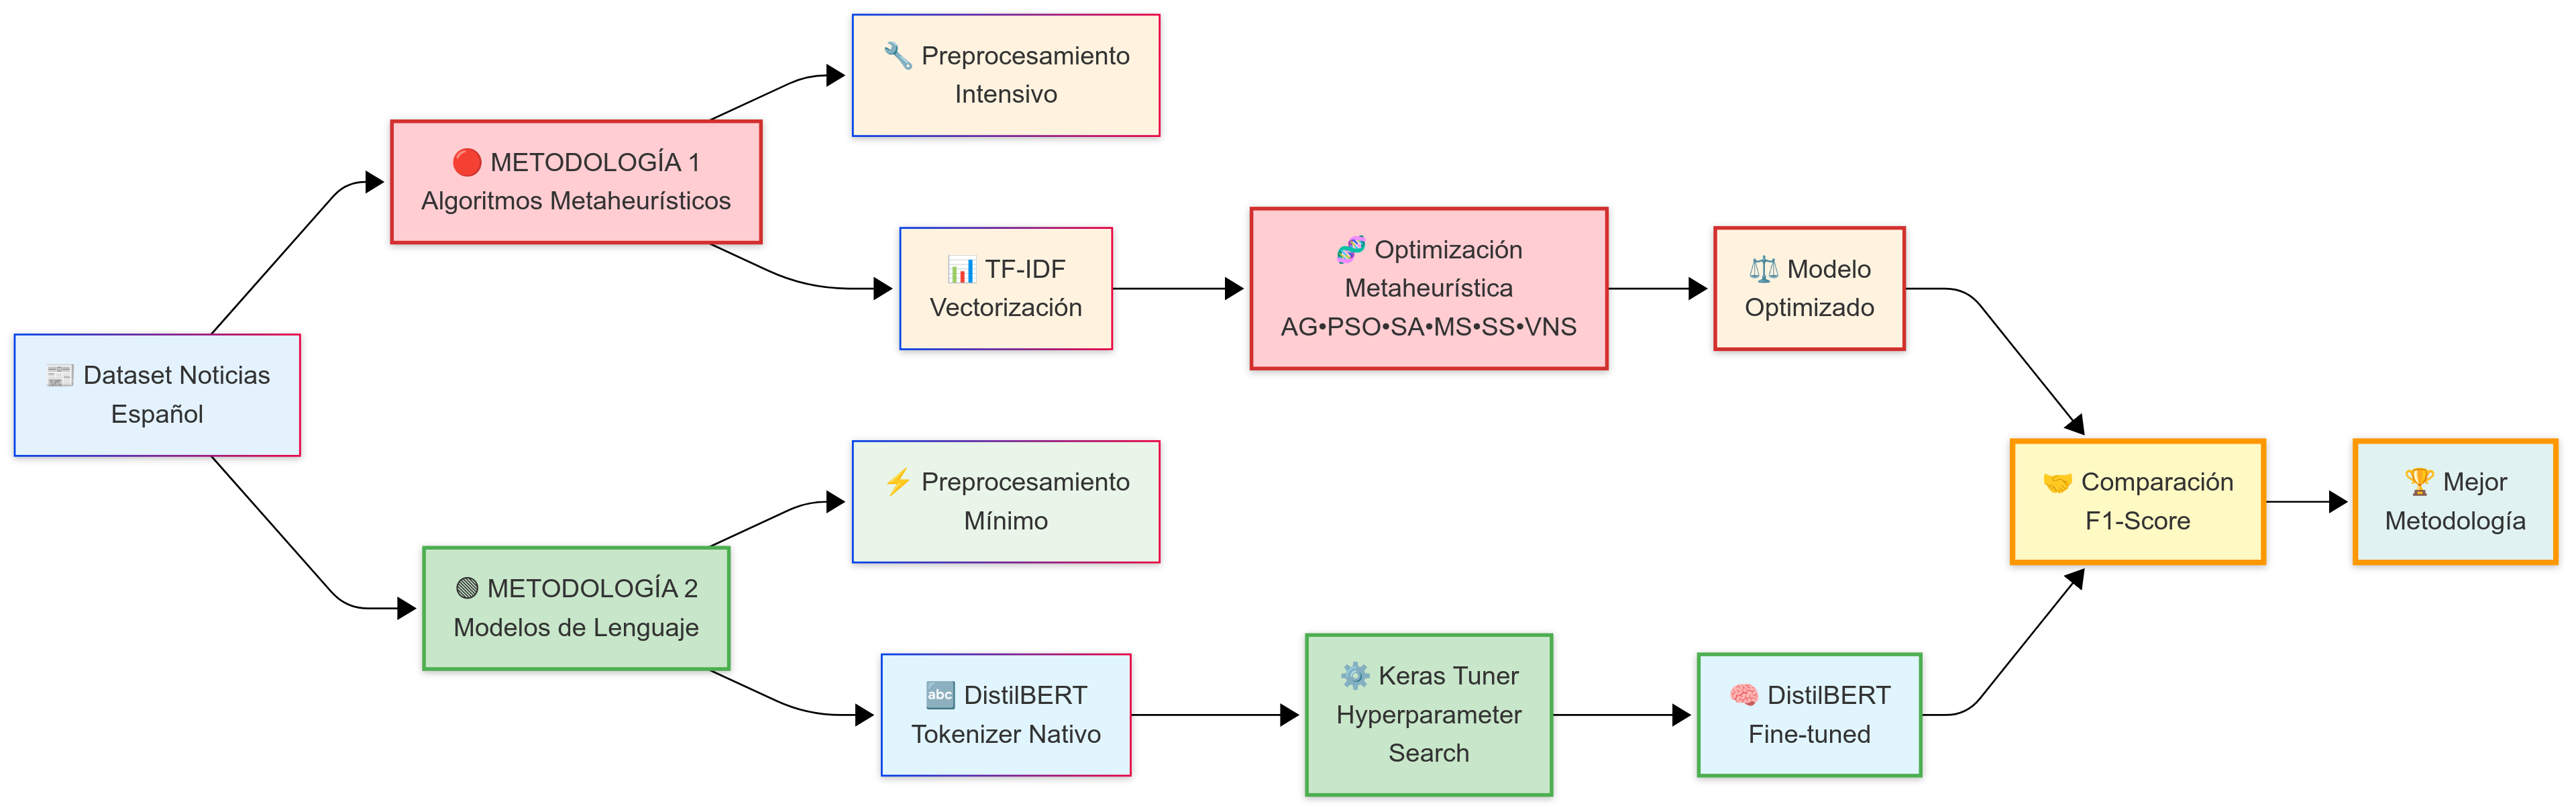 🔧 Preprocesamiento
Intensivo
🔴 METODOLOGÍA 1
Algoritmos Metaheurísticos
📊 TF-IDF
Vectorización
🧬 Optimización
Metaheurística
AG•PSO•SA•MS•SS•VNS
⚖️ Modelo
Optimizado
📰 Dataset Noticias
Español
⚡ Preprocesamiento
Mínimo
🤝 Comparación
F1-Score
🏆 Mejor
Metodología
🟢 METODOLOGÍA 2
Modelos de Lenguaje
🔤 DistilBERT
Tokenizer Nativo
⚙️ Keras Tuner
Hyperparameter
Search
🧠 DistilBERT
Fine-tuned